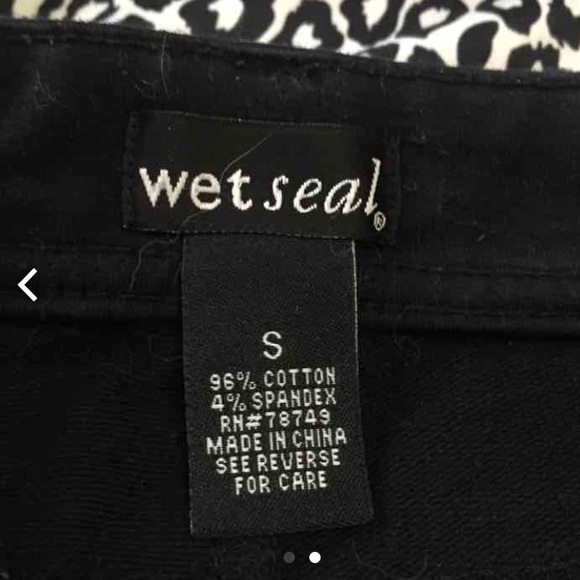 wet seal®
S
96% COTTON
4% SPANDEX
RN#78749
MADE IN CHINA
SEE REVERSE
FOR CARE